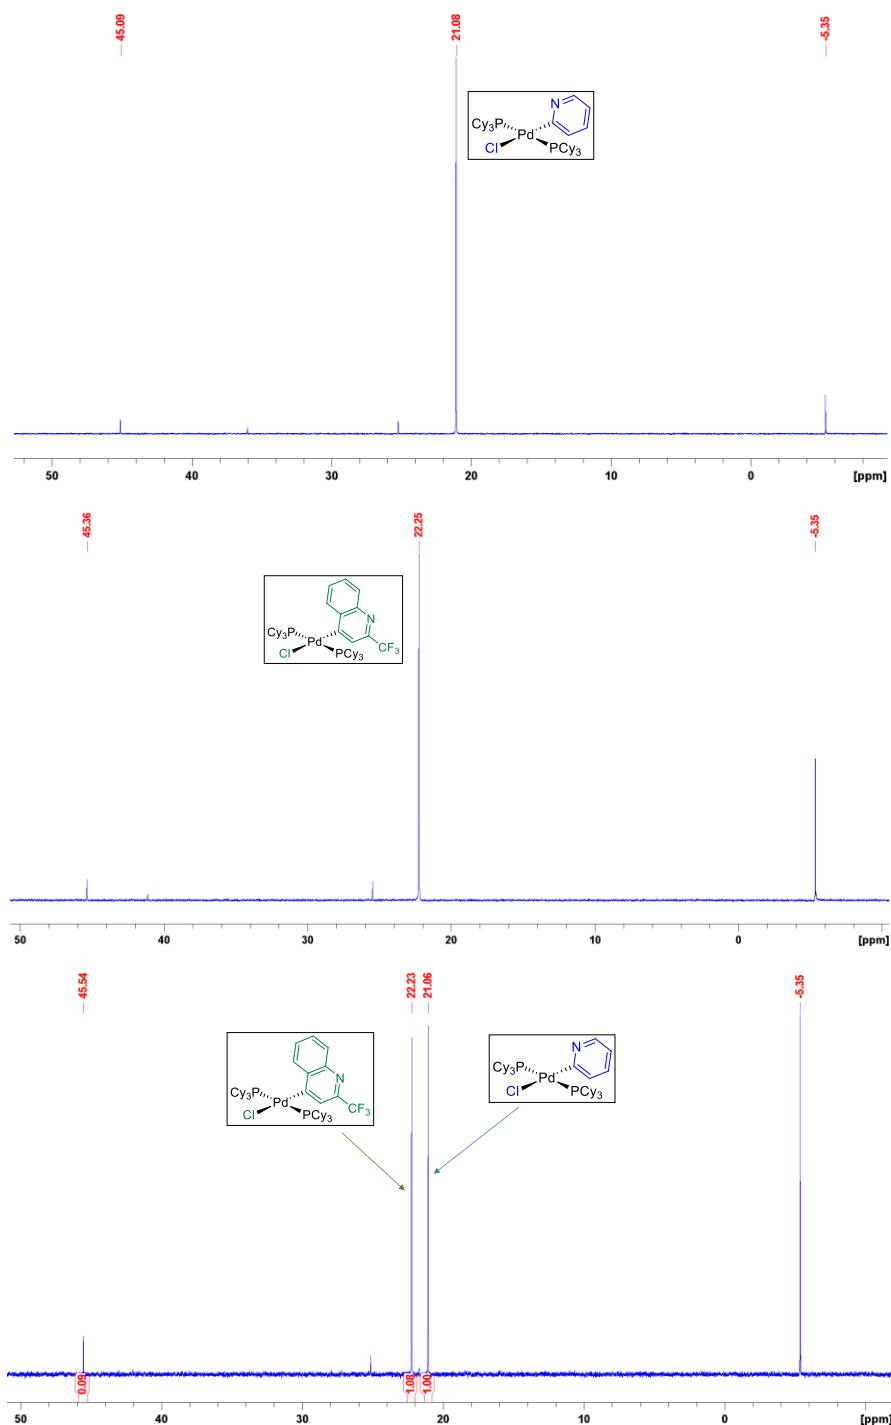 45.09 21.08 -5.35
N
Cy3P Pd
Cl PCy3
50 40 30 20 10 0 [ppm]
45.36 22.25 -5.35
N
Cy3P Pd
CF3
Cl PCy3
50 40 30 20 10 0 [ppm]
45.54 22.23 21.06 -5.35
N N
Cy3P Pd CF3 Cy3P Pd
Cl PCy3 Cl PCy3
0.09 1.08 1.00
50 40 30 20 10 0 [ppm]